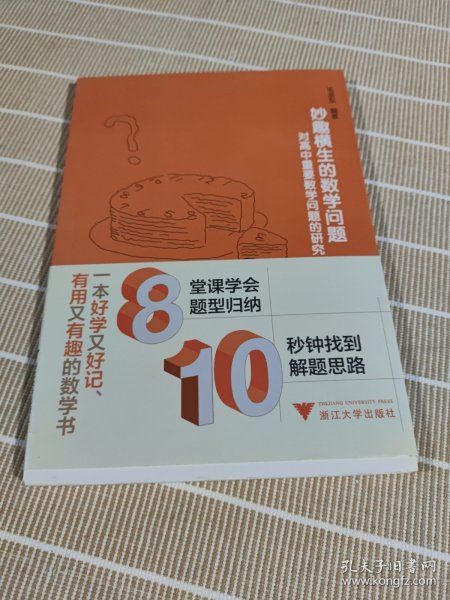 妙趣横生的数学问题
对高中重要数学问题的研究
编著
?
8
堂课学会
题型归纳
10
秒钟找到
解题思路
一本好学又好记、
有用又有趣的数学书
ZHEJIANG UNIVERSITY PRESS
浙江大学出版社
孔夫子旧书网
www.kongfz.com